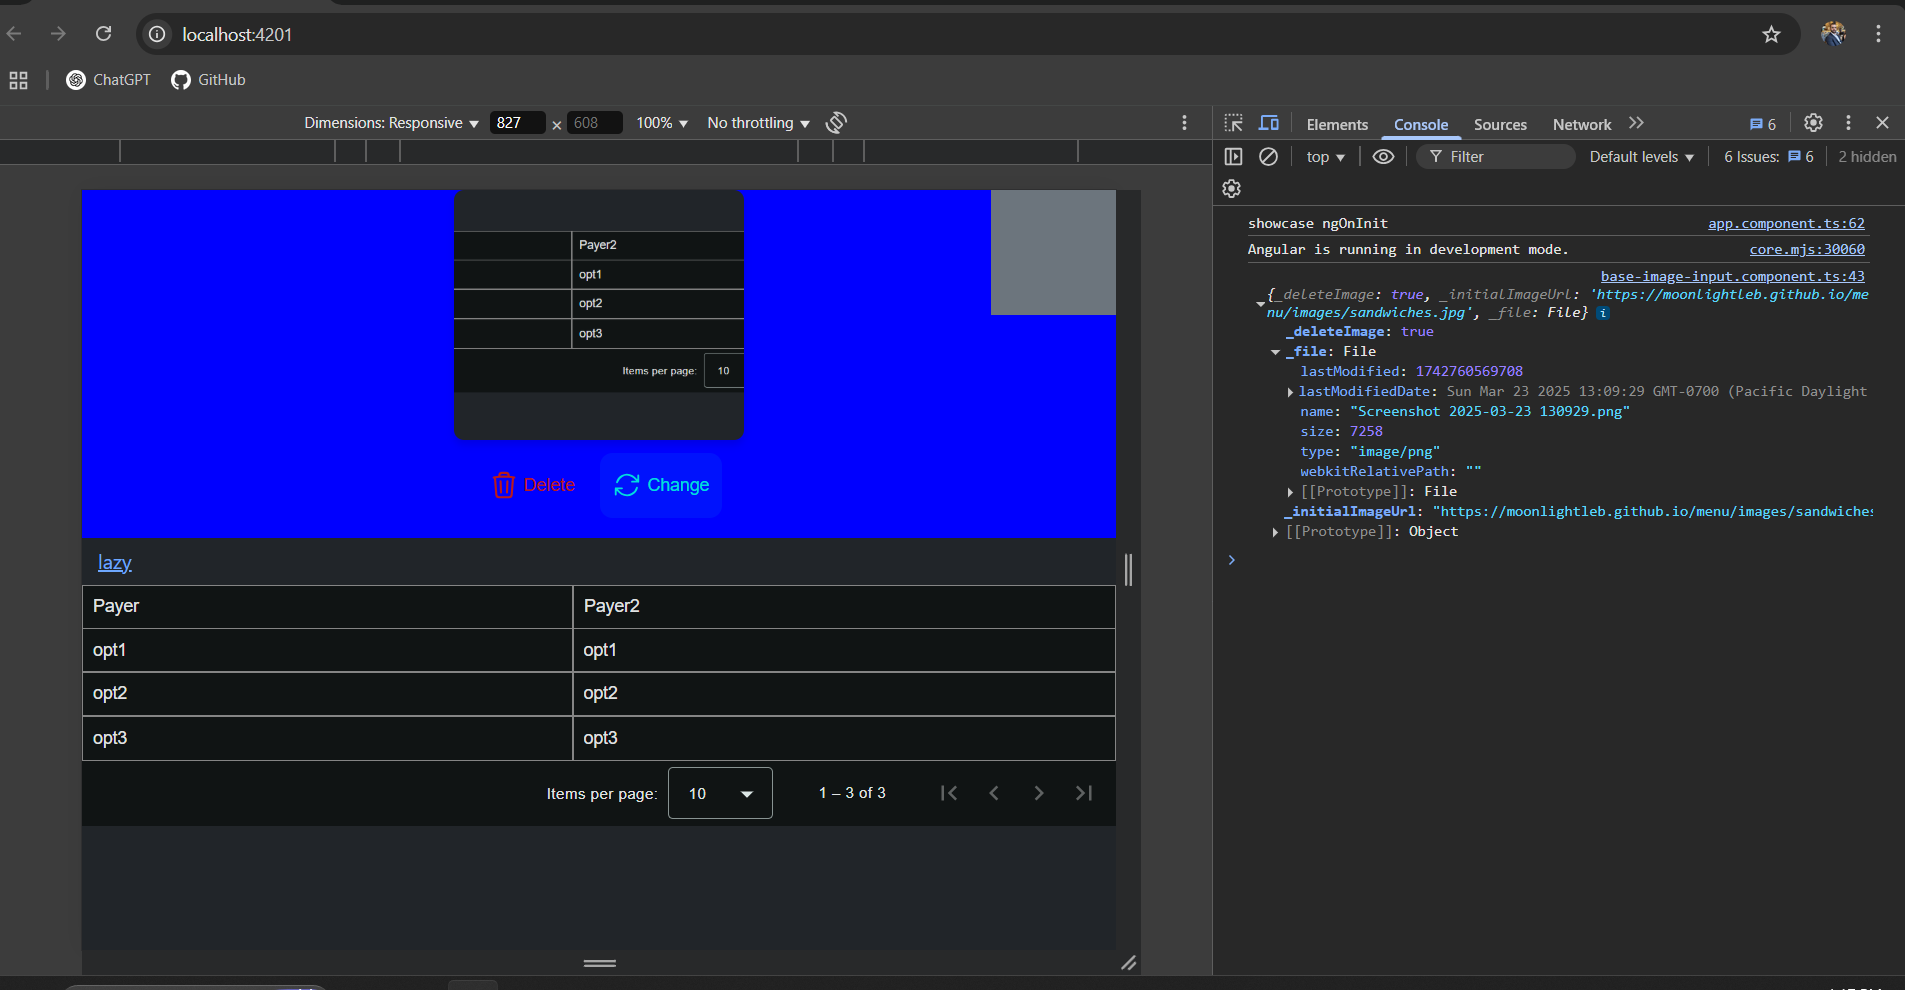 localhost:4201
ChatGPT GitHub
Dimensions: Responsive 827 × 608 100% No throttling
Elements Console Sources Network 6
top Filter Default levels 6 Issues: 6 2 hidden
Payer2
opt1
opt2
opt3
Items per page: 10
Delete Change
lazy
Payer Payer2
opt1 opt1
opt2 opt2
opt3 opt3
Items per page: 10 1 – 3 of 3
showcase ngOnInit app.component.ts:62
Angular is running in development mode. core.mjs:30060
base-image-input.component.ts:43
{_deleteImage: true, _initialImageUrl: 'https://moonlightleb.github.io/me
nu/images/sandwiches.jpg', _file: File} i
_deleteImage: true
_file: File
lastModified: 1742760569708
lastModifiedDate: Sun Mar 23 2025 13:09:29 GMT-0700 (Pacific Daylight
name: "Screenshot 2025-03-23 130929.png"
size: 7258
type: "image/png"
webkitRelativePath: ""
[[Prototype]]: File
_initialImageUrl: "https://moonlightleb.github.io/menu/images/sandwiches
[[Prototype]]: Object